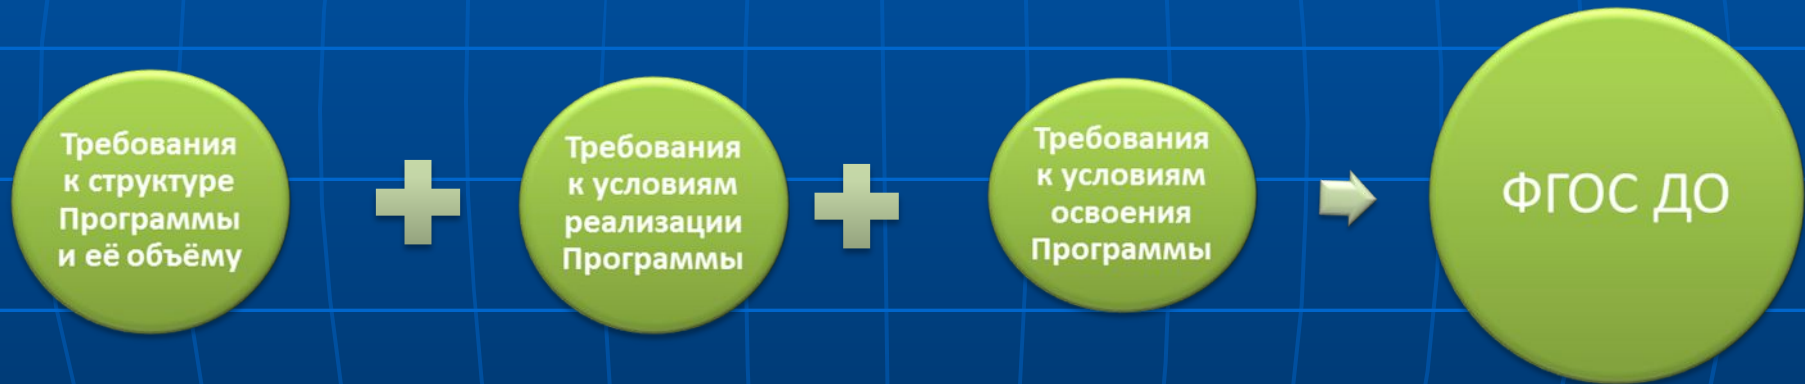 Требования
к структуре
Программы
и её объёму
Требования
к условиям
реализации
Программы
Требования
к условиям
освоения
Программы
ФГОС ДО